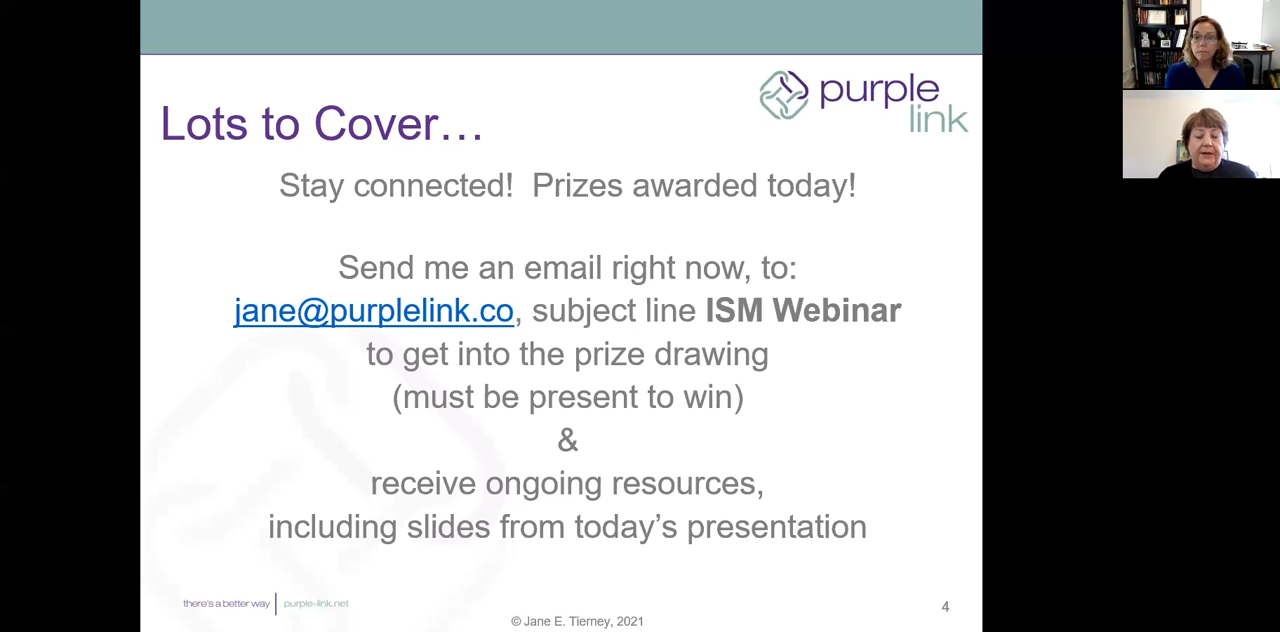 purple
link
Lots to Cover…
Stay connected!  Prizes awarded today!
Send me an email right now, to:
jane@purplelink.co, subject line ISM Webinar
to get into the prize drawing
(must be present to win)
&
receive ongoing resources,
including slides from today’s presentation
there's a better way | purple-link.net
© Jane E. Tierney, 2021
4